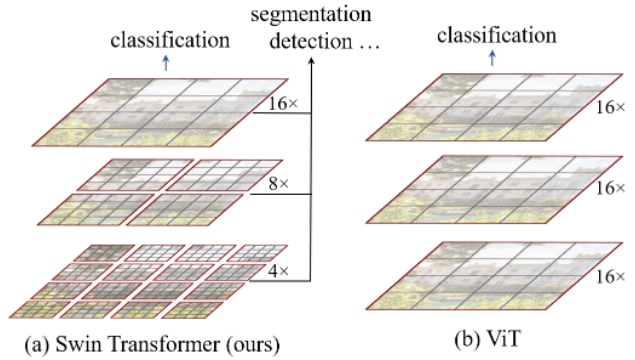 segmentation
classification
detection ...
classification
16×
16×
8×
16×
4×
16×
(a) Swin Transformer (ours)
(b) ViT